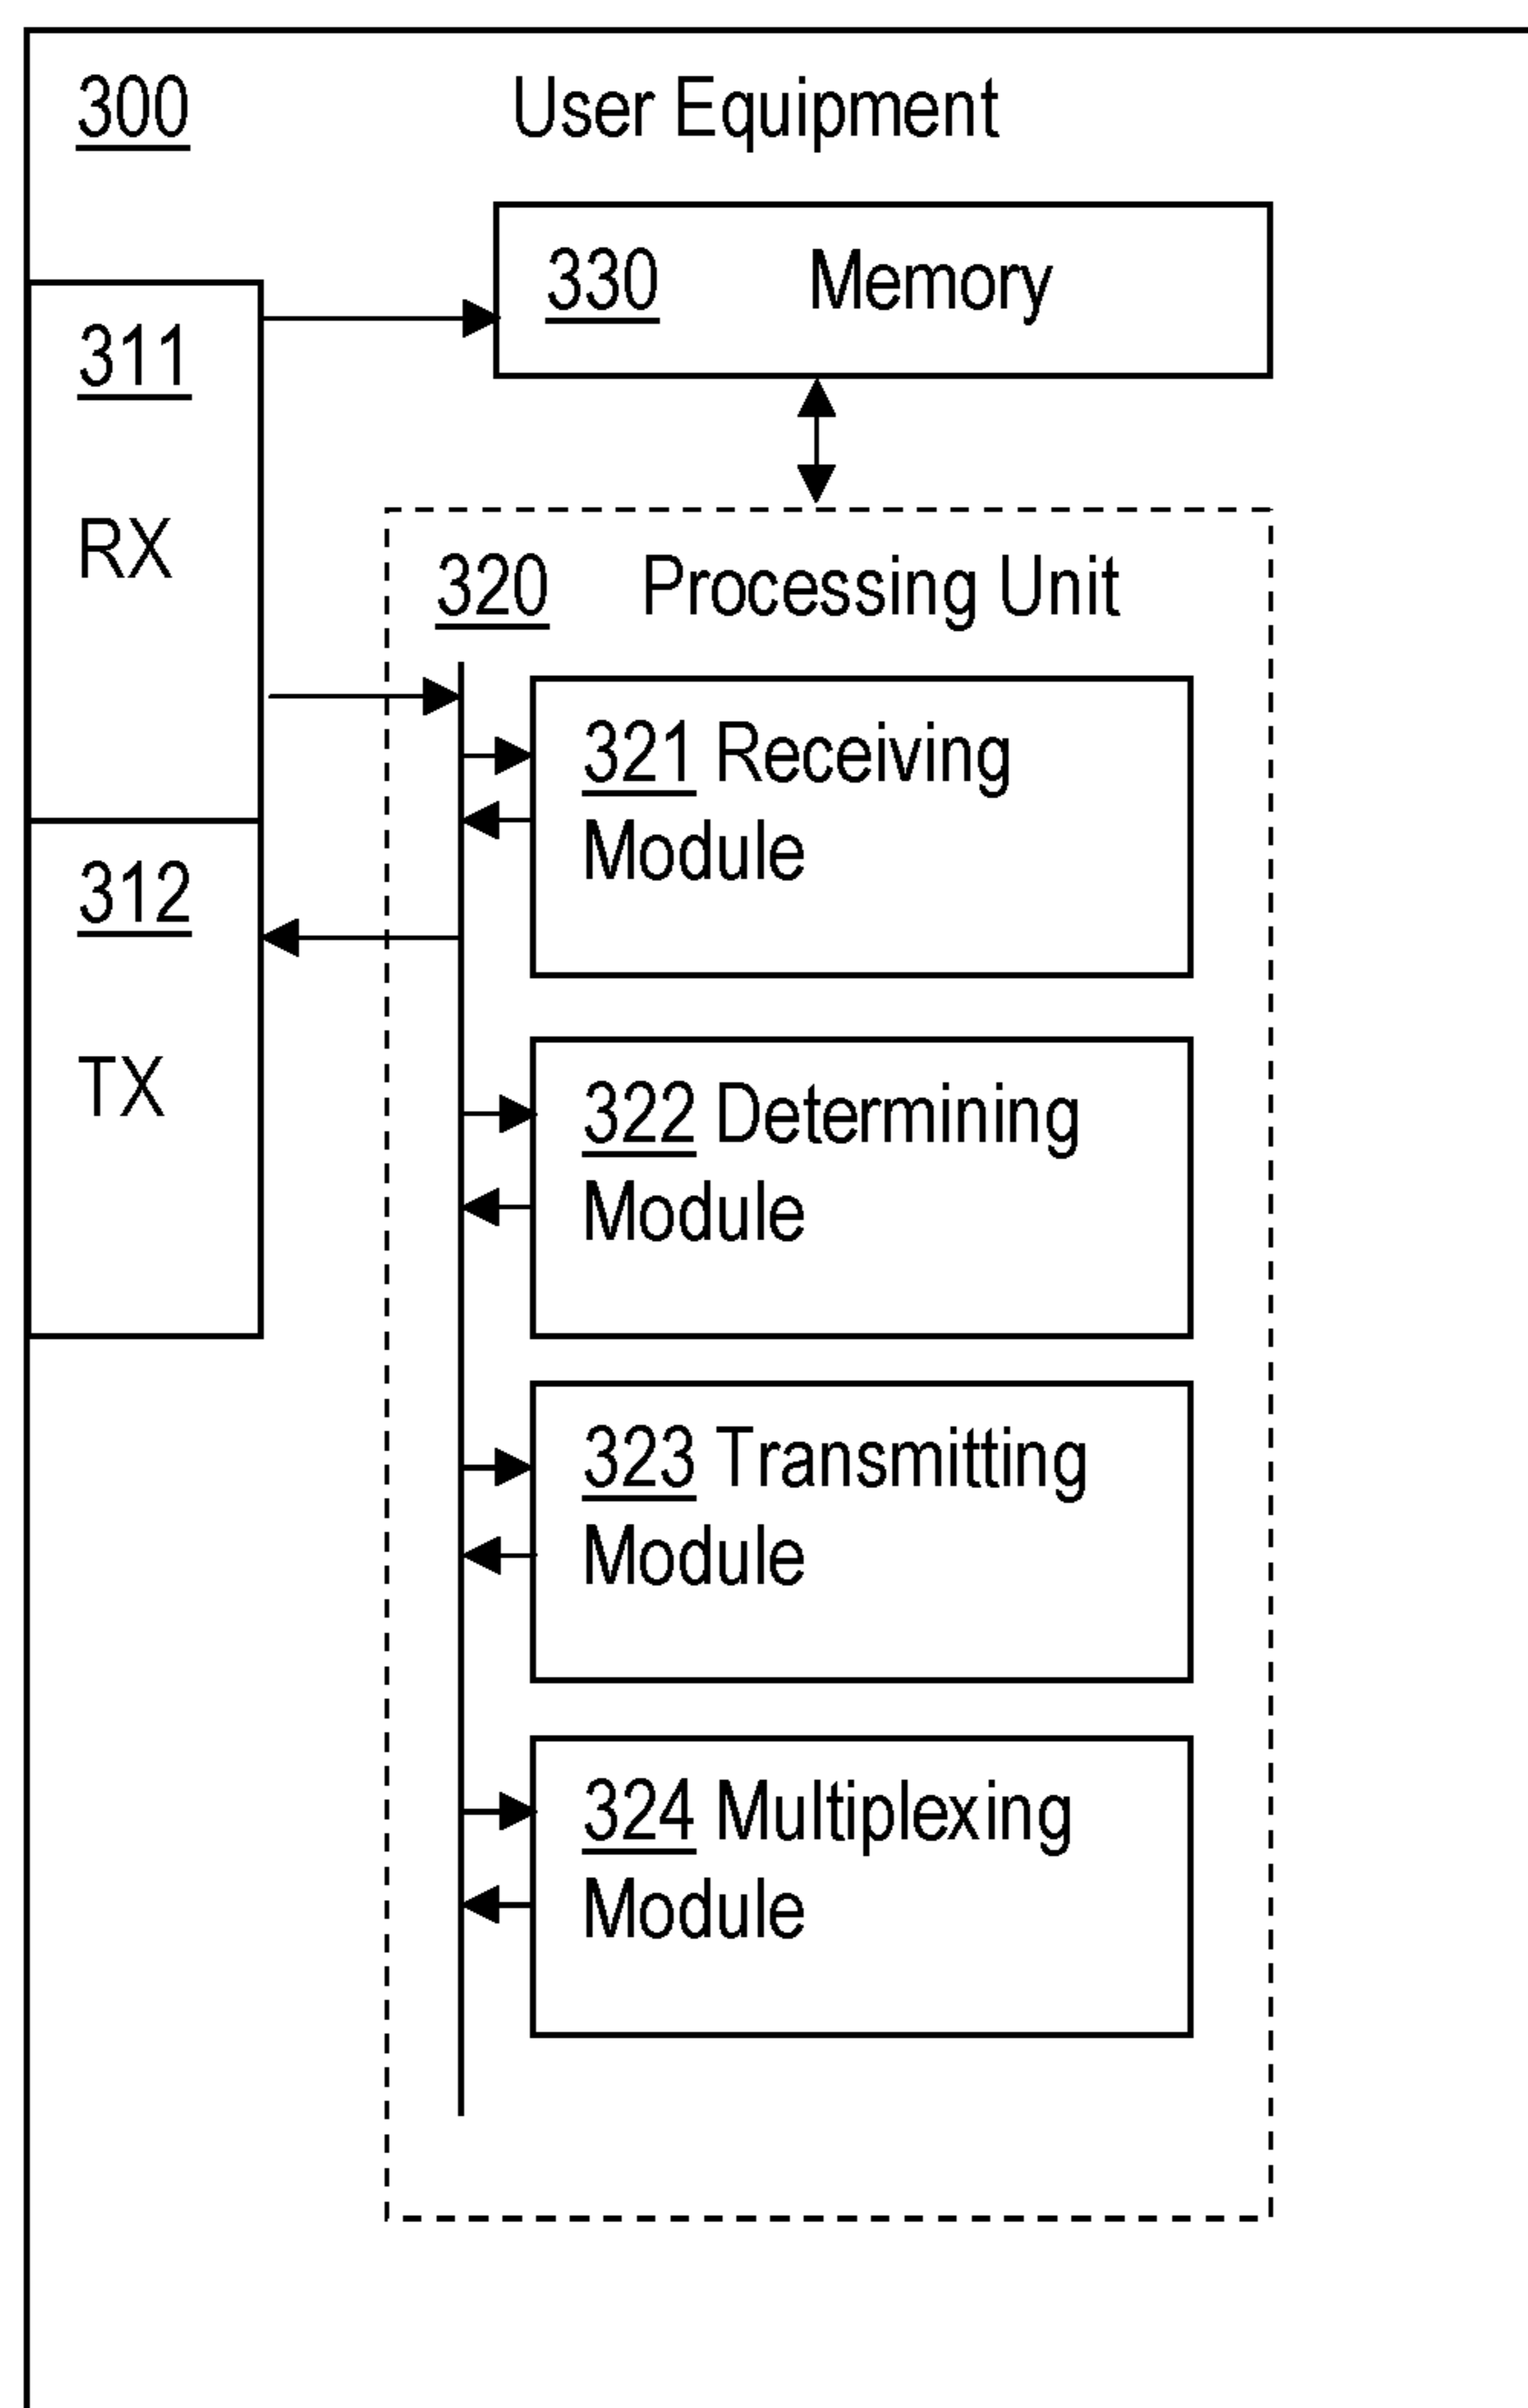 300 User Equipment
330 Memory
311
RX
320 Processing Unit
321 Receiving
Module
312
TX
322 Determining
Module
323 Transmitting
Module
324 Multiplexing
Module